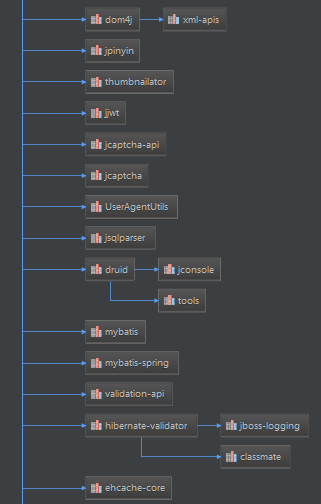 dom4j
xml-apis
jpinyin
thumbnailator
jjwt
jcaptcha-api
jcaptcha
UserAgentUtils
jsqlparser
druid
jconsole
tools
mybatis
mybatis-spring
validation-api
hibernate-validator
jboss-logging
classmate
ehcache-core